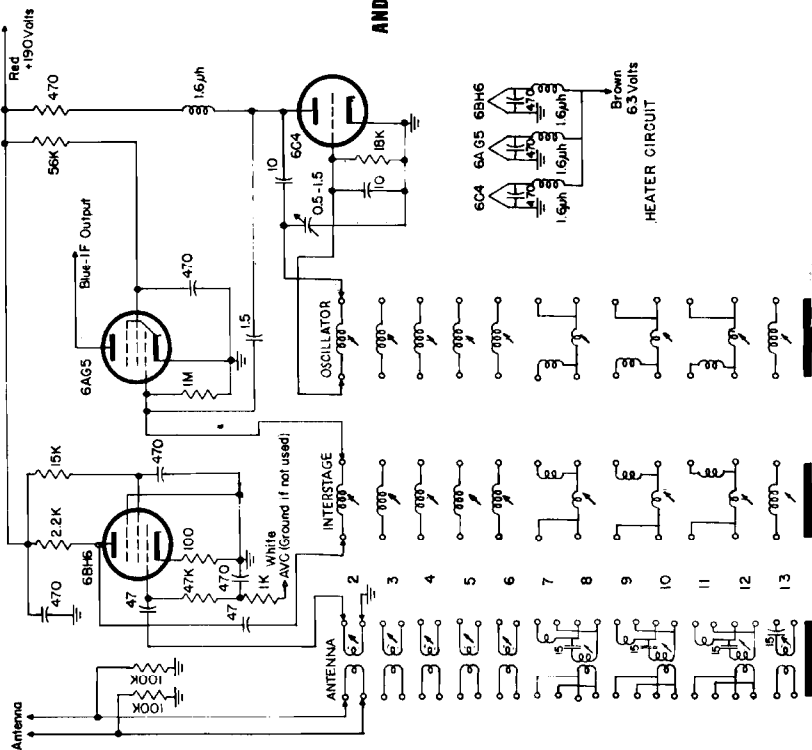 Red
+190Volts
AND
470
56K
1.6μh
Blue-IF Output
6AG5
470
1M
1.5
10
6C4
18K
10
0.5-1.5
6C4
6AG5
6BH6
470
470
470
1.6μh
1.6μh
1.6μh
Brown
6.3 Volts
HEATER CIRCUIT
15K
2.2K
470
470
6BH6
100
47
47K
470
1K
47
White
AVC (Ground if not used)
Antenna
100K
100K
ANTENNA
INTERSTAGE
OSCILLATOR
2
3
4
5
6
7
8
9
10
11
12
13
15
15
15
15